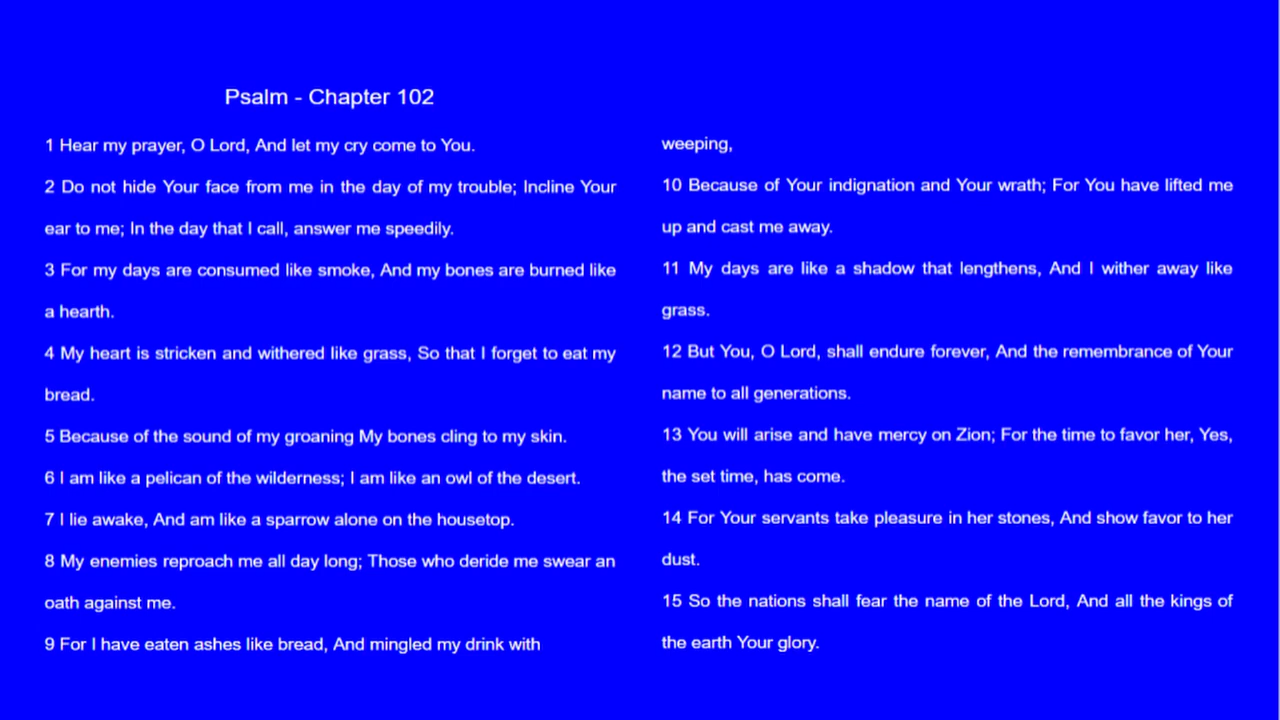 Psalm - Chapter 102
1 Hear my prayer, O Lord, And let my cry come to You.
2 Do not hide Your face from me in the day of my trouble; Incline Your
ear to me; In the day that I call, answer me speedily.
3 For my days are consumed like smoke, And my bones are burned like
a hearth.
4 My heart is stricken and withered like grass, So that I forget to eat my
bread.
5 Because of the sound of my groaning My bones cling to my skin.
6 I am like a pelican of the wilderness; I am like an owl of the desert.
7 I lie awake, And am like a sparrow alone on the housetop.
8 My enemies reproach me all day long; Those who deride me swear an
oath against me.
9 For I have eaten ashes like bread, And mingled my drink with
weeping,
10 Because of Your indignation and Your wrath; For You have lifted me
up and cast me away.
11 My days are like a shadow that lengthens, And I wither away like
grass.
12 But You, O Lord, shall endure forever, And the remembrance of Your
name to all generations.
13 You will arise and have mercy on Zion; For the time to favor her, Yes,
the set time, has come.
14 For Your servants take pleasure in her stones, And show favor to her
dust.
15 So the nations shall fear the name of the Lord, And all the kings of
the earth Your glory.